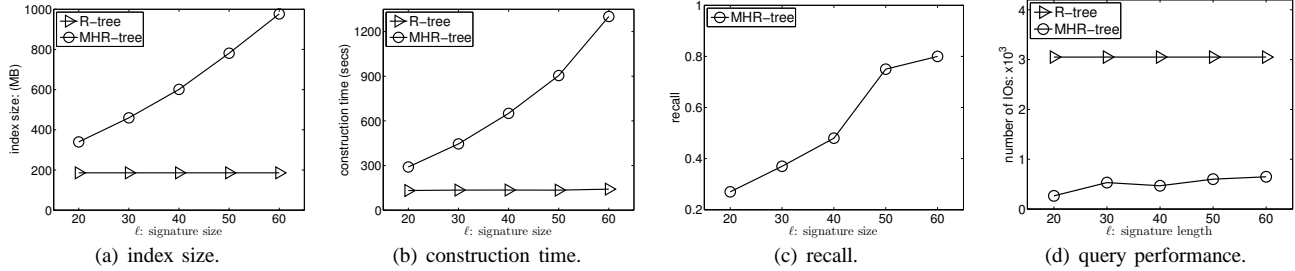 R-tree
MHR-tree
index size: (MB)
1000
800
600
400
200
0
20 30 40 50 60
ℓ: signature size
(a) index size.
R-tree
MHR-tree
construction time (secs)
1300
900
600
300
0
20 30 40 50 60
ℓ: signature size
(b) construction time.
MHR-tree
recall
1
0.8
0.6
0.4
0.2
20 30 40 50 60
ℓ: signature size
(c) recall.
R-tree
MHR-tree
number of IOs: x10³
4
3
2
1
0
20 30 40 50 60
ℓ: signature length
(d) query performance.